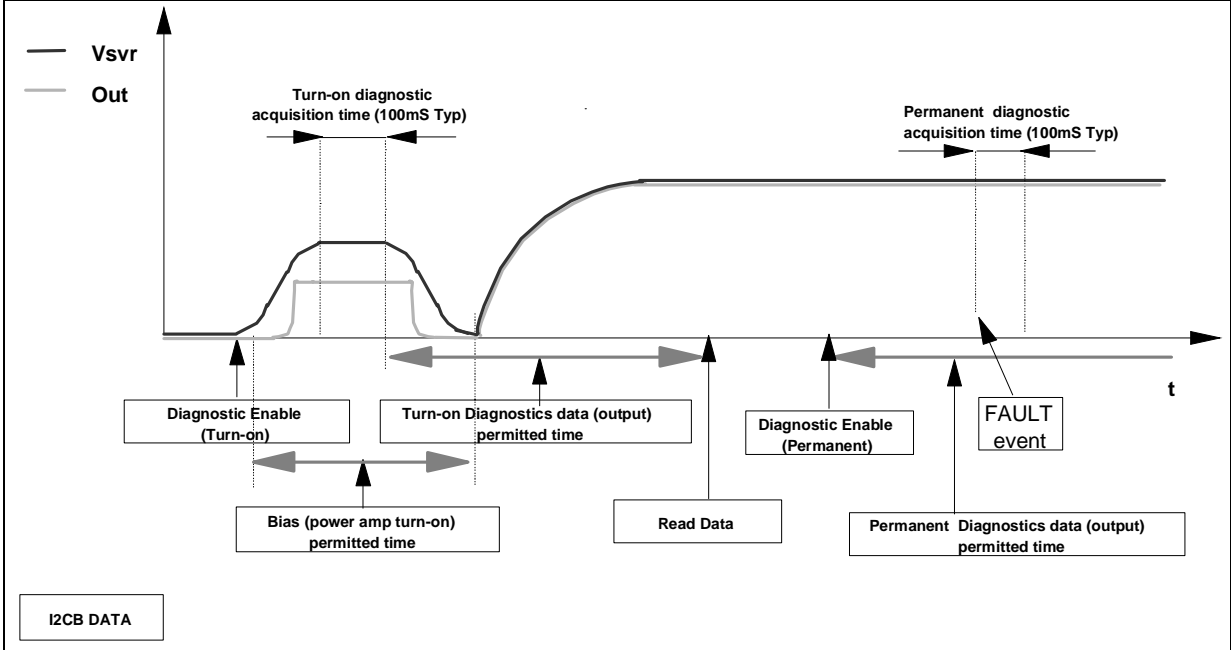 Vsvr
Out
Turn-on diagnostic
acquisition time (100mS Typ)
Permanent diagnostic
acquisition time (100mS Typ)
t
Diagnostic Enable
(Turn-on)
Turn-on Diagnostics data (output)
permitted time
Diagnostic Enable
(Permanent)
FAULT
event
Bias (power amp turn-on)
permitted time
Read Data
Permanent Diagnostics data (output)
permitted time
I2CB DATA